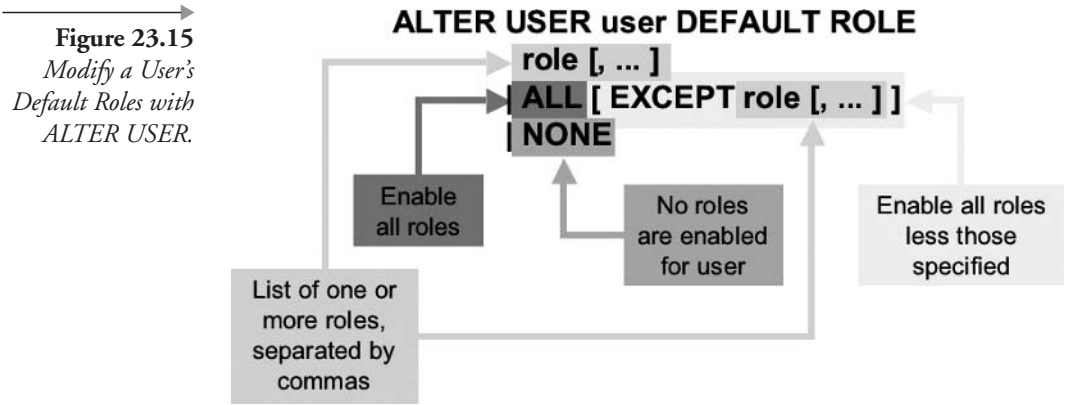 Figure 23.15
Modify a User's
Default Roles with
ALTER USER.
ALTER USER user DEFAULT ROLE
role [, ... ]
| ALL [ EXCEPT role [, ... ] ]
| NONE
Enable
all roles
No roles
are enabled
for user
Enable all roles
less those
specified
List of one or
more roles,
separated by
commas